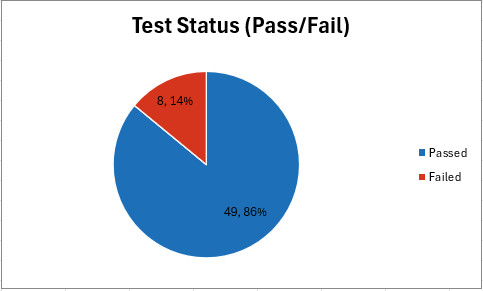 Test Status (Pass/Fail)
8, 14%
Passed
Failed
49, 86%